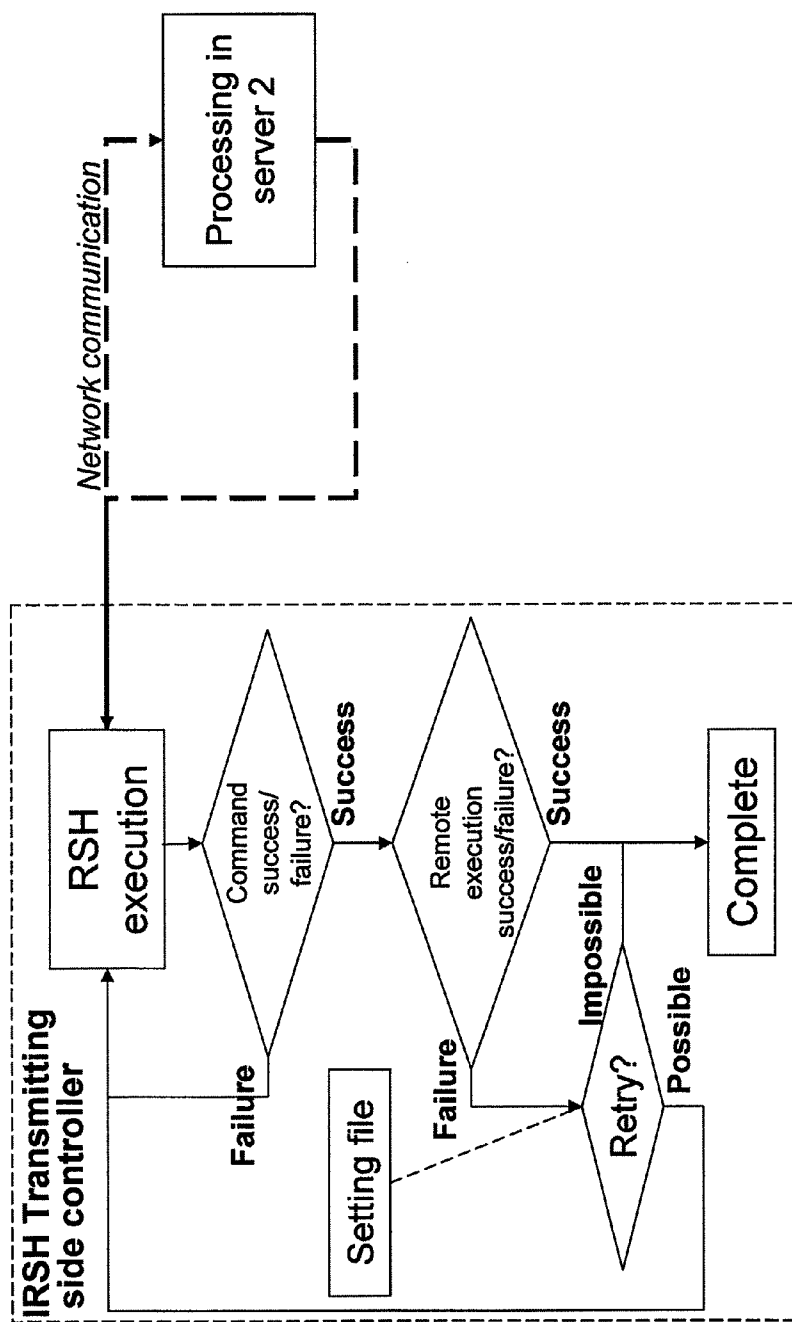 IRSH Transmitting
side controller
RSH
execution
Network communication
Processing in
server 2
Command
success/
failure?
Failure
Success
Setting file
Remote
execution
success/failure?
Failure
Success
Retry?
Impossible
Possible
Complete